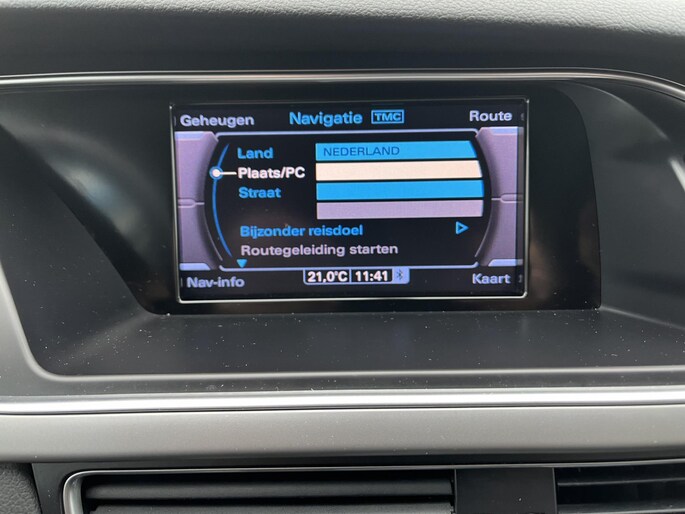 Geheugen
Navigatie TMC
Route
Land NEDERLAND
Plaats/PC
Straat
Bijzonder reisdoel
Routegeleiding starten
Nav-info
21,0°C 11:41
Kaart